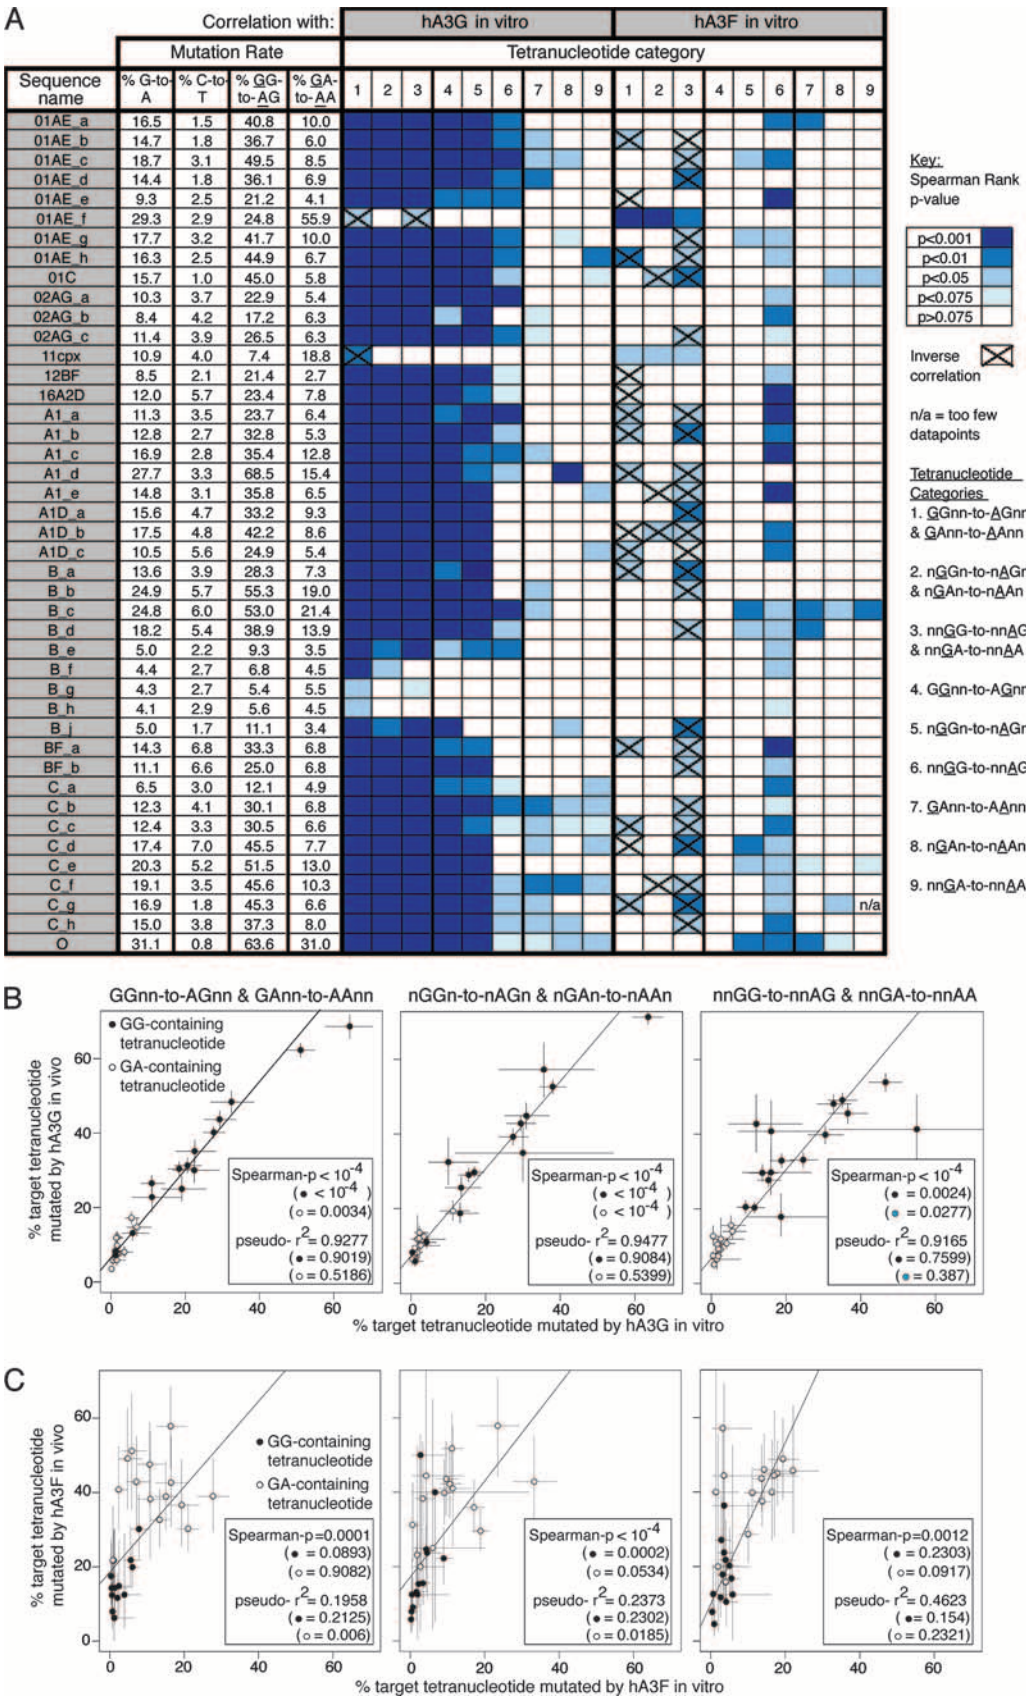 A
Correlation with: hA3G in vitro hA3F in vitro
Mutation Rate Tetranucleotide category
Sequence name % G-to-A % C-to-T % GG-to-AG % GA-to-AA 1 2 3 4 5 6 7 8 9 1 2 3 4 5 6 7 8 9
01AE_a 16.5 1.5 40.8 10.0
01AE_b 14.7 1.8 36.7 6.0
01AE_c 18.7 3.1 49.5 8.5
01AE_d 14.4 1.8 36.1 6.9
01AE_e 9.3 2.5 21.2 4.1
01AE_f 29.3 2.9 24.8 55.9
01AE_g 17.7 3.2 41.7 10.0
01AE_h 16.3 2.5 44.9 6.7
01C 15.7 1.0 45.0 5.8
02AG_a 10.3 3.7 22.9 5.4
02AG_b 8.4 4.2 17.2 6.3
02AG_c 11.4 3.9 26.5 6.3
11cpx 10.9 4.0 7.4 18.8
12BF 8.5 2.1 21.4 2.7
16A2D 12.0 5.7 23.4 7.8
A1_a 11.3 3.5 23.7 6.4
A1_b 12.8 2.7 32.8 5.3
A1_c 16.9 2.8 35.4 12.8
A1_d 27.7 3.3 68.5 15.4
A1_e 14.8 3.1 35.8 6.5
A1D_a 15.6 4.7 33.2 9.3
A1D_b 17.5 4.8 42.2 8.6
A1D_c 10.5 5.6 24.9 5.4
B_a 13.6 3.9 28.3 7.3
B_b 24.9 5.7 55.3 19.0
B_c 24.8 6.0 53.0 21.4
B_d 18.2 5.4 38.9 13.9
B_e 5.0 2.2 9.3 3.5
B_f 4.4 2.7 6.8 4.5
B_g 4.3 2.7 5.4 5.5
B_h 4.1 2.9 5.6 4.5
B_j 5.0 1.7 11.1 3.4
BF_a 14.3 6.8 33.3 6.8
BF_b 11.1 6.6 25.0 6.8
C_a 6.5 3.0 12.1 4.9
C_b 12.3 4.1 30.1 6.8
C_c 12.4 3.3 30.5 6.6
C_d 17.4 7.0 45.5 7.7
C_e 20.3 5.2 51.5 13.0
C_f 19.1 3.5 45.6 10.3
C_g 16.9 1.8 45.3 6.6 n/a
C_h 15.0 3.8 37.3 8.0
O 31.1 0.8 63.6 31.0
Key:
Spearman Rank
p-value
p<0.001
p<0.01
p<0.05
p<0.075
p>0.075
Inverse
correlation
n/a = too few
datapoints
Tetranucleotide
Categories
1. GGnn-to-AGnn
& GAnn-to-AAnn
2. nGGn-to-nAGn
& nGAn-to-nAAn
3. nnGG-to-nnAG
& nnGA-to-nnAA
4. GGnn-to-AGnn
5. nGGn-to-nAGn
6. nnGG-to-nnAG
7. GAnn-to-AAnn
8. nGAn-to-nAAn
9. nnGA-to-nnAA
B
GGnn-to-AGnn & GAnn-to-AAnn nGGn-to-nAGn & nGAn-to-nAAn nnGG-to-nnAG & nnGA-to-nnAA
% target tetranucleotide
mutated by hA3G in vivo
60
40
20
0
● GG-containing
tetranucleotide
○ GA-containing
tetranucleotide
Spearman-p < 10-4
(● < 10-4 )
(○ = 0.0034)
pseudo- r2 = 0.9277
(● = 0.9019)
(○ = 0.5186)
Spearman-p < 10-4
(● < 10-4 )
(○ < 10-4 )
pseudo- r2 = 0.9477
(● = 0.9084)
(○ = 0.5399)
Spearman-p < 10-4
(● = 0.0024)
(● = 0.0277)
pseudo- r2 = 0.9165
(● = 0.7599)
(● = 0.387)
0 20 40 60 0 20 40 60 0 20 40 60
% target tetranucleotide mutated by hA3G in vitro
C
% target tetranucleotide
mutated by hA3F in vivo
60
40
20
0
● GG-containing
tetranucleotide
○ GA-containing
tetranucleotide
Spearman-p =0.0001
(● = 0.0893)
(○ = 0.9082)
pseudo- r2 = 0.1958
(● = 0.2125)
(○ = 0.006)
Spearman-p < 10-4
(● = 0.0002)
(○ = 0.0534)
pseudo- r2 = 0.2373
(● = 0.2302)
(○ = 0.0185)
Spearman-p =0.0012
(● = 0.2303)
(○ = 0.0917)
pseudo- r2 = 0.4623
(● = 0.154)
(○ = 0.2321)
0 20 40 60 0 20 40 60 0 20 40 60
% target tetranucleotide mutated by hA3F in vitro